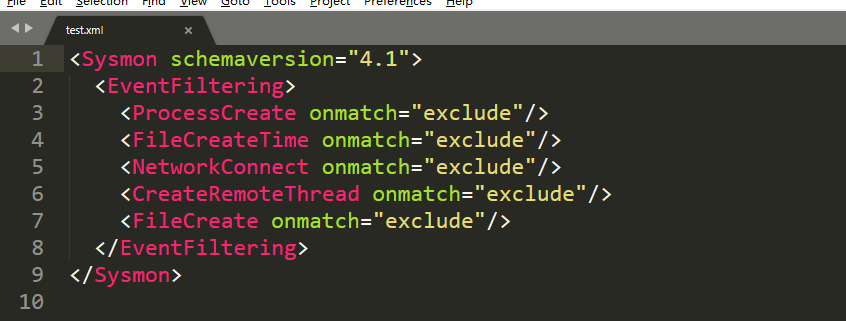 File Edit Selection Find View Goto Tools Project Preferences Help
test.xml ×
1 <Sysmon schemaversion="4.1">
2 <EventFiltering>
3 <ProcessCreate onmatch="exclude"/>
4 <FileCreateTime onmatch="exclude"/>
5 <NetworkConnect onmatch="exclude"/>
6 <CreateRemoteThread onmatch="exclude"/>
7 <FileCreate onmatch="exclude"/>
8 </EventFiltering>
9 </Sysmon>
10